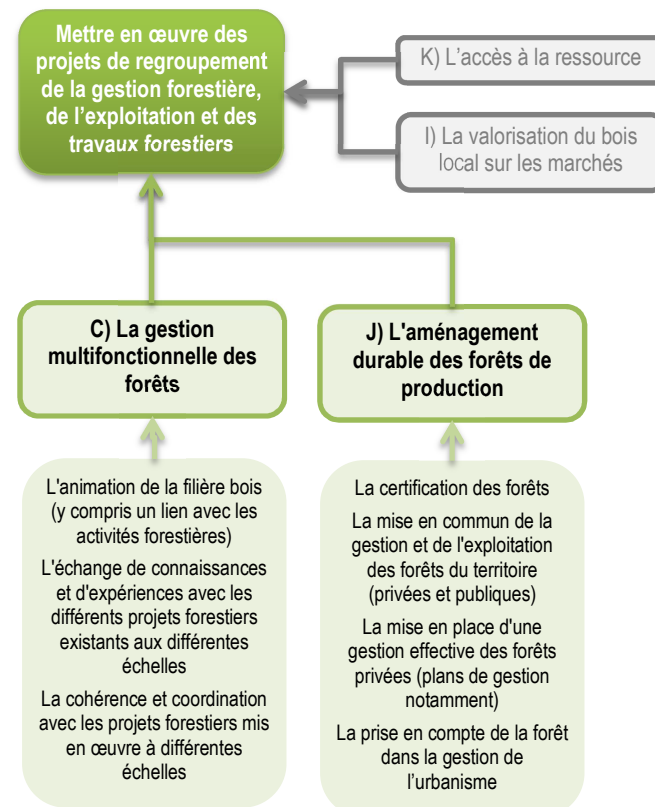 Mettre en œuvre des
projets de regroupement
de la gestion forestière,
de l'exploitation et des
travaux forestiers
K) L'accès à la ressource
I) La valorisation du bois
local sur les marchés
C) La gestion
multifonctionnelle des
forêts
J) L'aménagement
durable des forêts de
production
L'animation de la filière bois
(y compris un lien avec les
activités forestières)
L'échange de connaissances
et d'expériences avec les
différents projets forestiers
existants aux différentes
échelles
La cohérence et coordination
avec les projets forestiers mis
en œuvre à différentes
échelles
La certification des forêts
La mise en commun de la
gestion et de l'exploitation
des forêts du territoire
(privées et publiques)
La mise en place d'une
gestion effective des forêts
privées (plans de gestion
notamment)
La prise en compte de la forêt
dans la gestion de
l'urbanisme